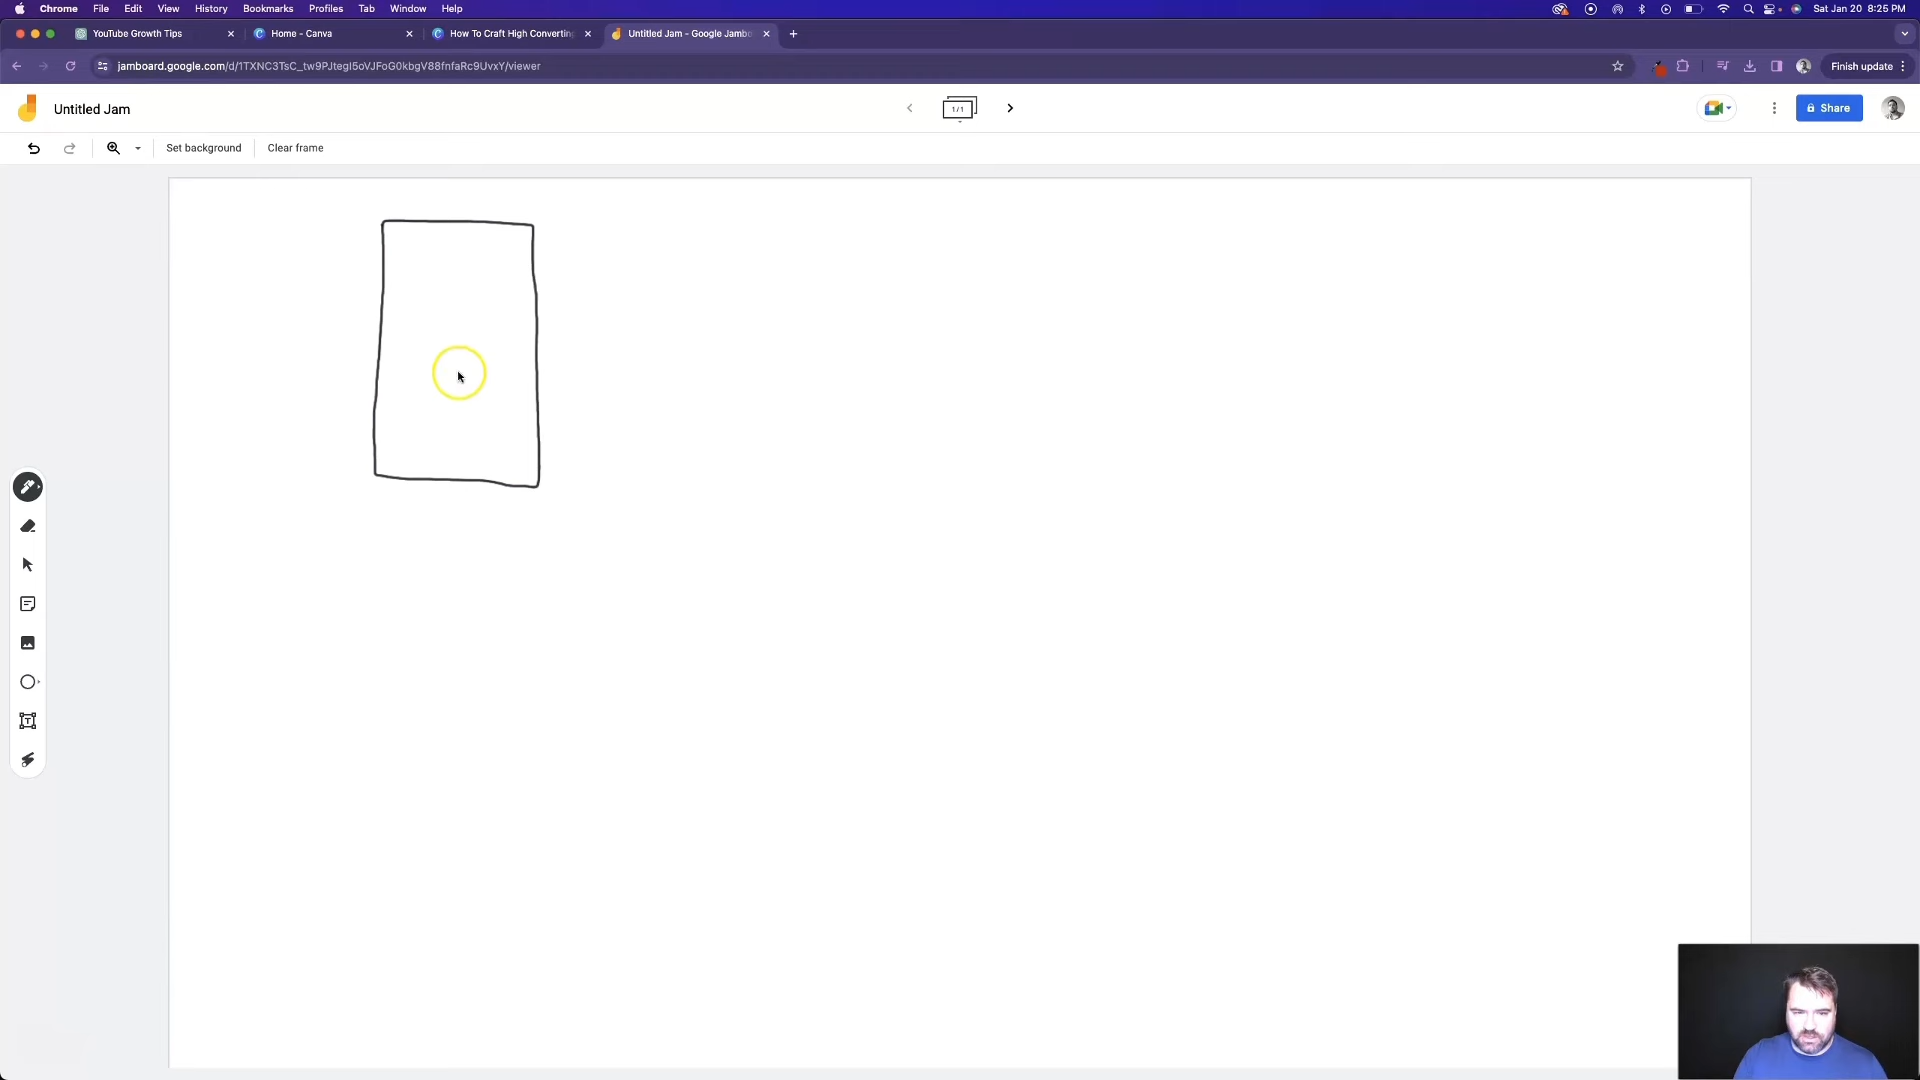 Chrome File Edit View History Bookmarks Profiles Tab Window Help Sat Jan 20 8:25 PM
YouTube Growth Tips Home - Canva How To Craft High Converting Untitled Jam - Google Jambo
jamboard.google.com/d/1TXNC3TsC_tw9PJtegI5oVJFoG0kbgV88fnfaRc9UvxY/viewer Finish update
Untitled Jam 1/1 Share
Set background Clear frame